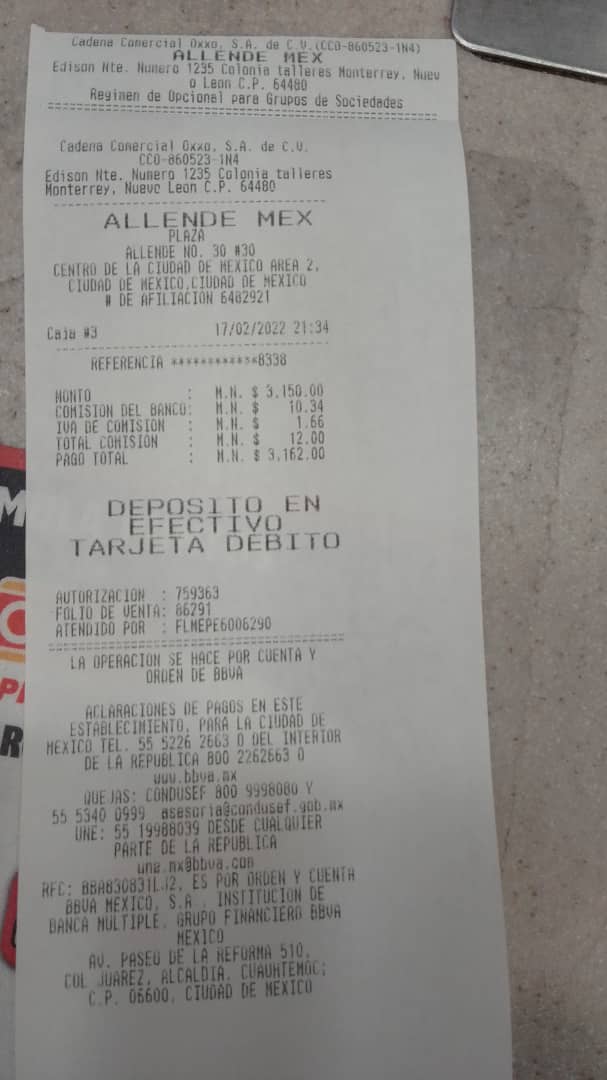 Cadena Comercial Oxxo, S.A. de C.V.(CCO-860523-1N4)
ALLENDE MEX
Edison Nte. Numero 1235 Colonia talleres Monterrey, Nuev
o Leon C.P. 64480
Regimen de Opcional para Grupos de Sociedades
Cadena Comercial Oxxo, S.A. de C.V.
CCO-860523-1N4
Edison Nte. Numero 1235 Colonia talleres
Monterrey, Nuevo Leon C.P. 64480
ALLENDE MEX
PLAZA
ALLENDE NO. 30 #30
CENTRO DE LA CIUDAD DE MEXICO AREA 2,
CIUDAD DE MEXICO,CIUDAD DE MEXICO
# DE AFILIACION 6482921
Caja #3 17/02/2022 21:34
REFERENCIA ************8338
MONTO : M.N. $ 3,150.00
COMISION DEL BANCO: M.N. $ 10.34
IVA DE COMISION : M.N. $ 1.66
TOTAL COMISION : M.N. $ 12.00
PAGO TOTAL : M.N. $ 3,162.00
DEPOSITO EN
EFECTIVO
TARJETA DEBITO
AUTORIZACION : 759363
FOLIO DE VENTA: 86291
ATENDIDO POR : FLMEPE6006290
LA OPERACION SE HACE POR CUENTA Y
ORDEN DE BBVA
ACLARACIONES DE PAGOS EN ESTE
ESTABLECIMIENTO, PARA LA CIUDAD DE
MEXICO TEL. 55 5226 2663 O DEL INTERIOR
DE LA REPUBLICA 800 2262663 O
www.bbva.mx
QUEJAS: CONDUSEF 800 9998080 Y
55 5340 0999 asesoria@condusef.gob.mx
UNE: 55 19988039 DESDE CUALQUIER
PARTE DE LA REPUBLICA
une.mx@bbva.com
RFC: BBA830831LJ2, ES POR ORDEN Y CUENTA
BBVA MEXICO, S.A., INSTITUCION DE
BANCA MULTIPLE, GRUPO FINANCIERO BBVA
MEXICO
AV. PASEO DE LA REFORMA 510,
COL JUAREZ, ALCALDIA, CUAUHTEMOC;
C.P. 06600, CIUDAD DE MEXICO